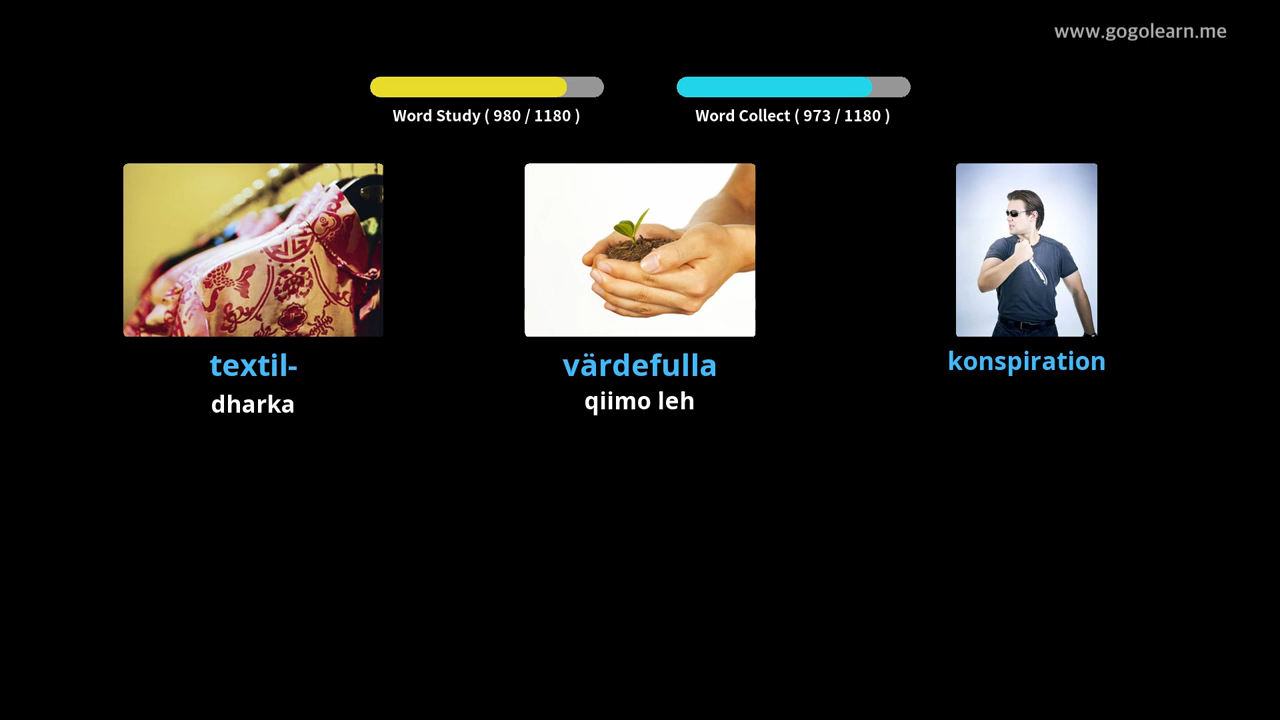 www.gogolearn.me
Word Study ( 980 / 1180 )
Word Collect ( 973 / 1180 )
textil-
dharka
värdefulla
qiimo leh
konspiration